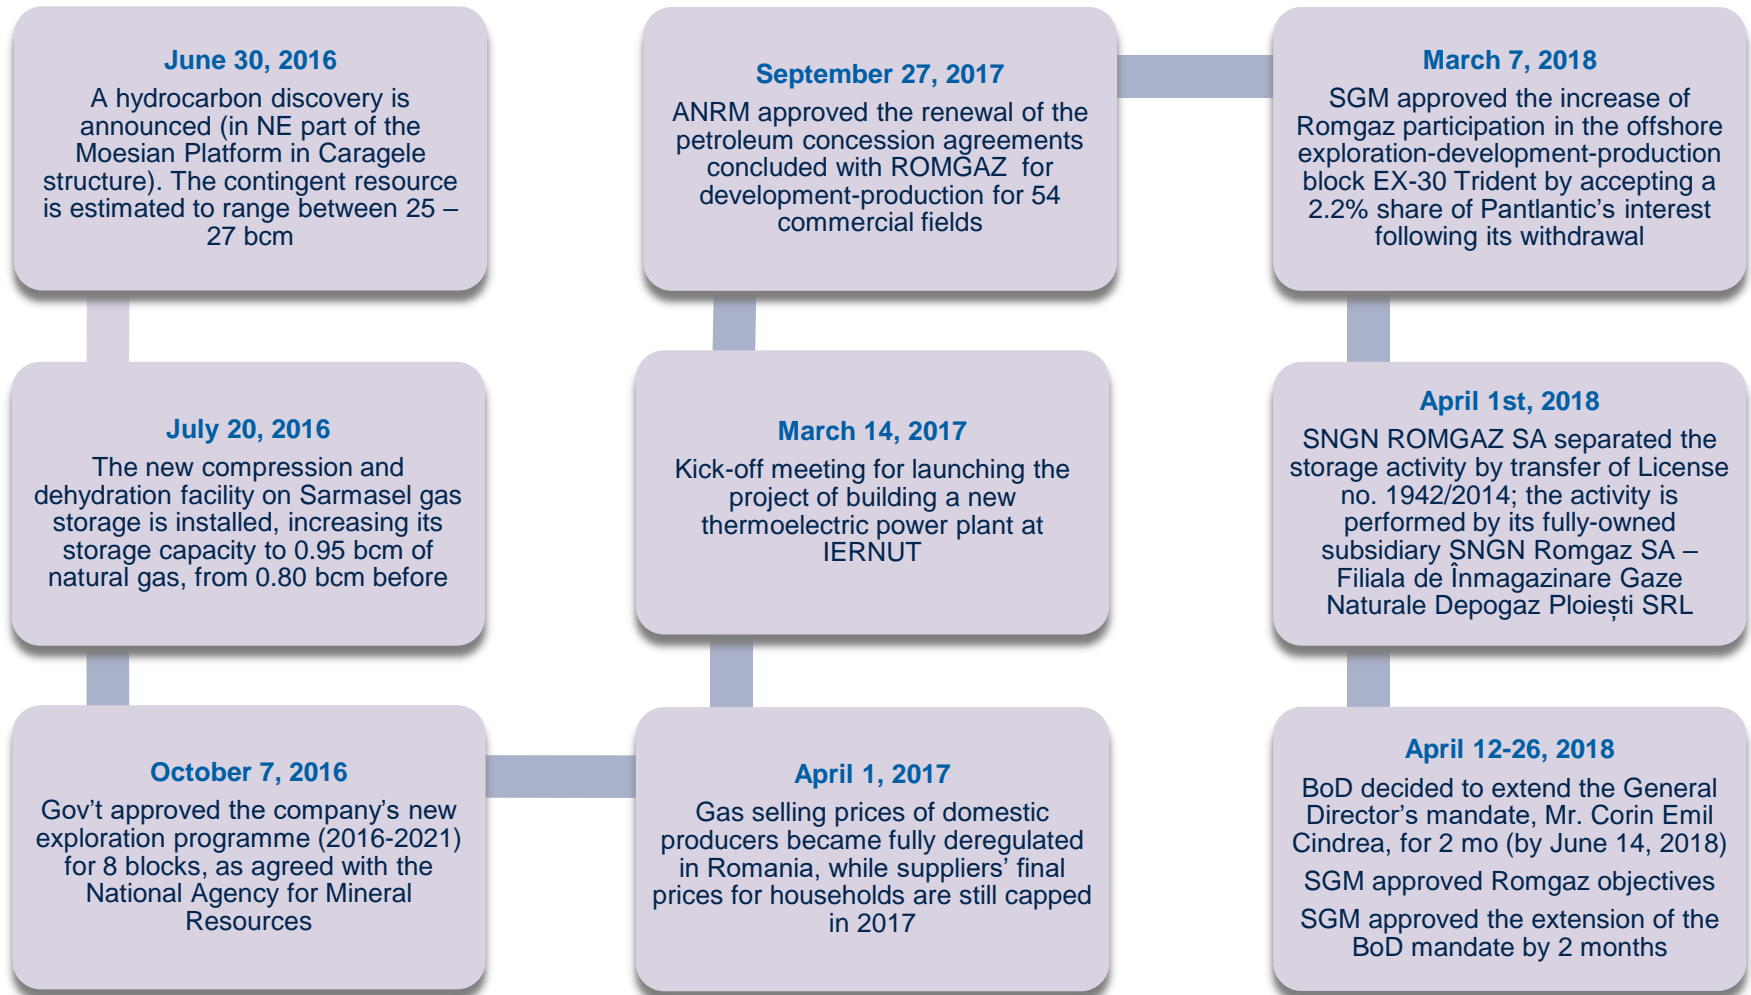 June 30, 2016
A hydrocarbon discovery is
announced (in NE part of the
Moesian Platform in Caragele
structure). The contingent resource
is estimated to range between 25 –
27 bcm
July 20, 2016
The new compression and
dehydration facility on Sarmasel gas
storage is installed, increasing its
storage capacity to 0.95 bcm of
natural gas, from 0.80 bcm before
October 7, 2016
Gov’t approved the company’s new
exploration programme (2016-2021)
for 8 blocks, as agreed with the
National Agency for Mineral
Resources
April 1, 2017
Gas selling prices of domestic
producers became fully deregulated
in Romania, while suppliers’ final
prices for households are still capped
in 2017
March 14, 2017
Kick-off meeting for launching the
project of building a new
thermoelectric power plant at
IERNUT
September 27, 2017
ANRM approved the renewal of the
petroleum concession agreements
concluded with ROMGAZ for
development-production for 54
commercial fields
March 7, 2018
SGM approved the increase of
Romgaz participation in the offshore
exploration-development-production
block EX-30 Trident by accepting a
2.2% share of Pantlantic’s interest
following its withdrawal
April 1st, 2018
SNGN ROMGAZ SA separated the
storage activity by transfer of License
no. 1942/2014; the activity is
performed by its fully-owned
subsidiary SNGN Romgaz SA –
Filiala de Înmagazinare Gaze
Naturale Depogaz Ploiești SRL
April 12-26, 2018
BoD decided to extend the General
Director’s mandate, Mr. Corin Emil
Cindrea, for 2 mo (by June 14, 2018)
SGM approved Romgaz objectives
SGM approved the extension of the
BoD mandate by 2 months